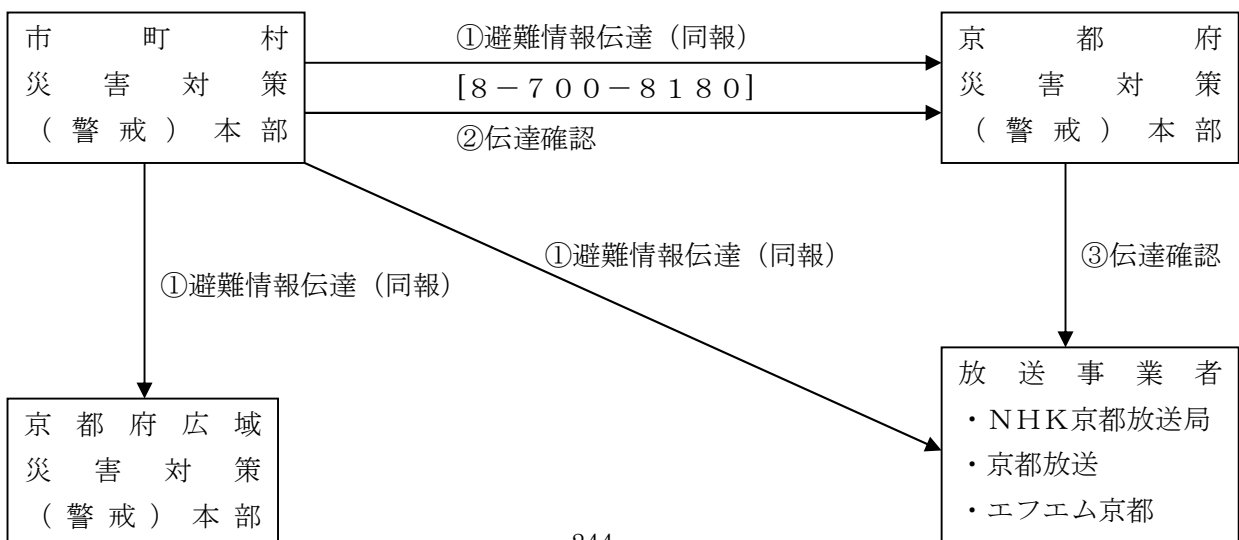 市町村
災害対策
（警戒）本部
①避難情報伝達（同報）
[８－７００－８１８０]
②伝達確認
京都府
災害対策
（警戒）本部
①避難情報伝達（同報）
①避難情報伝達（同報）
③伝達確認
京都府広域
災害対策
（警戒）本部
放送事業者
・ＮＨＫ京都放送局
・京都放送
・エフエム京都